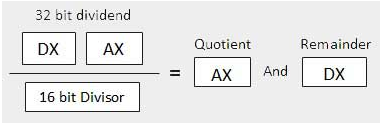 32 bit dividend
DX AX
16 bit Divisor
=
Quotient
AX
And
Remainder
DX